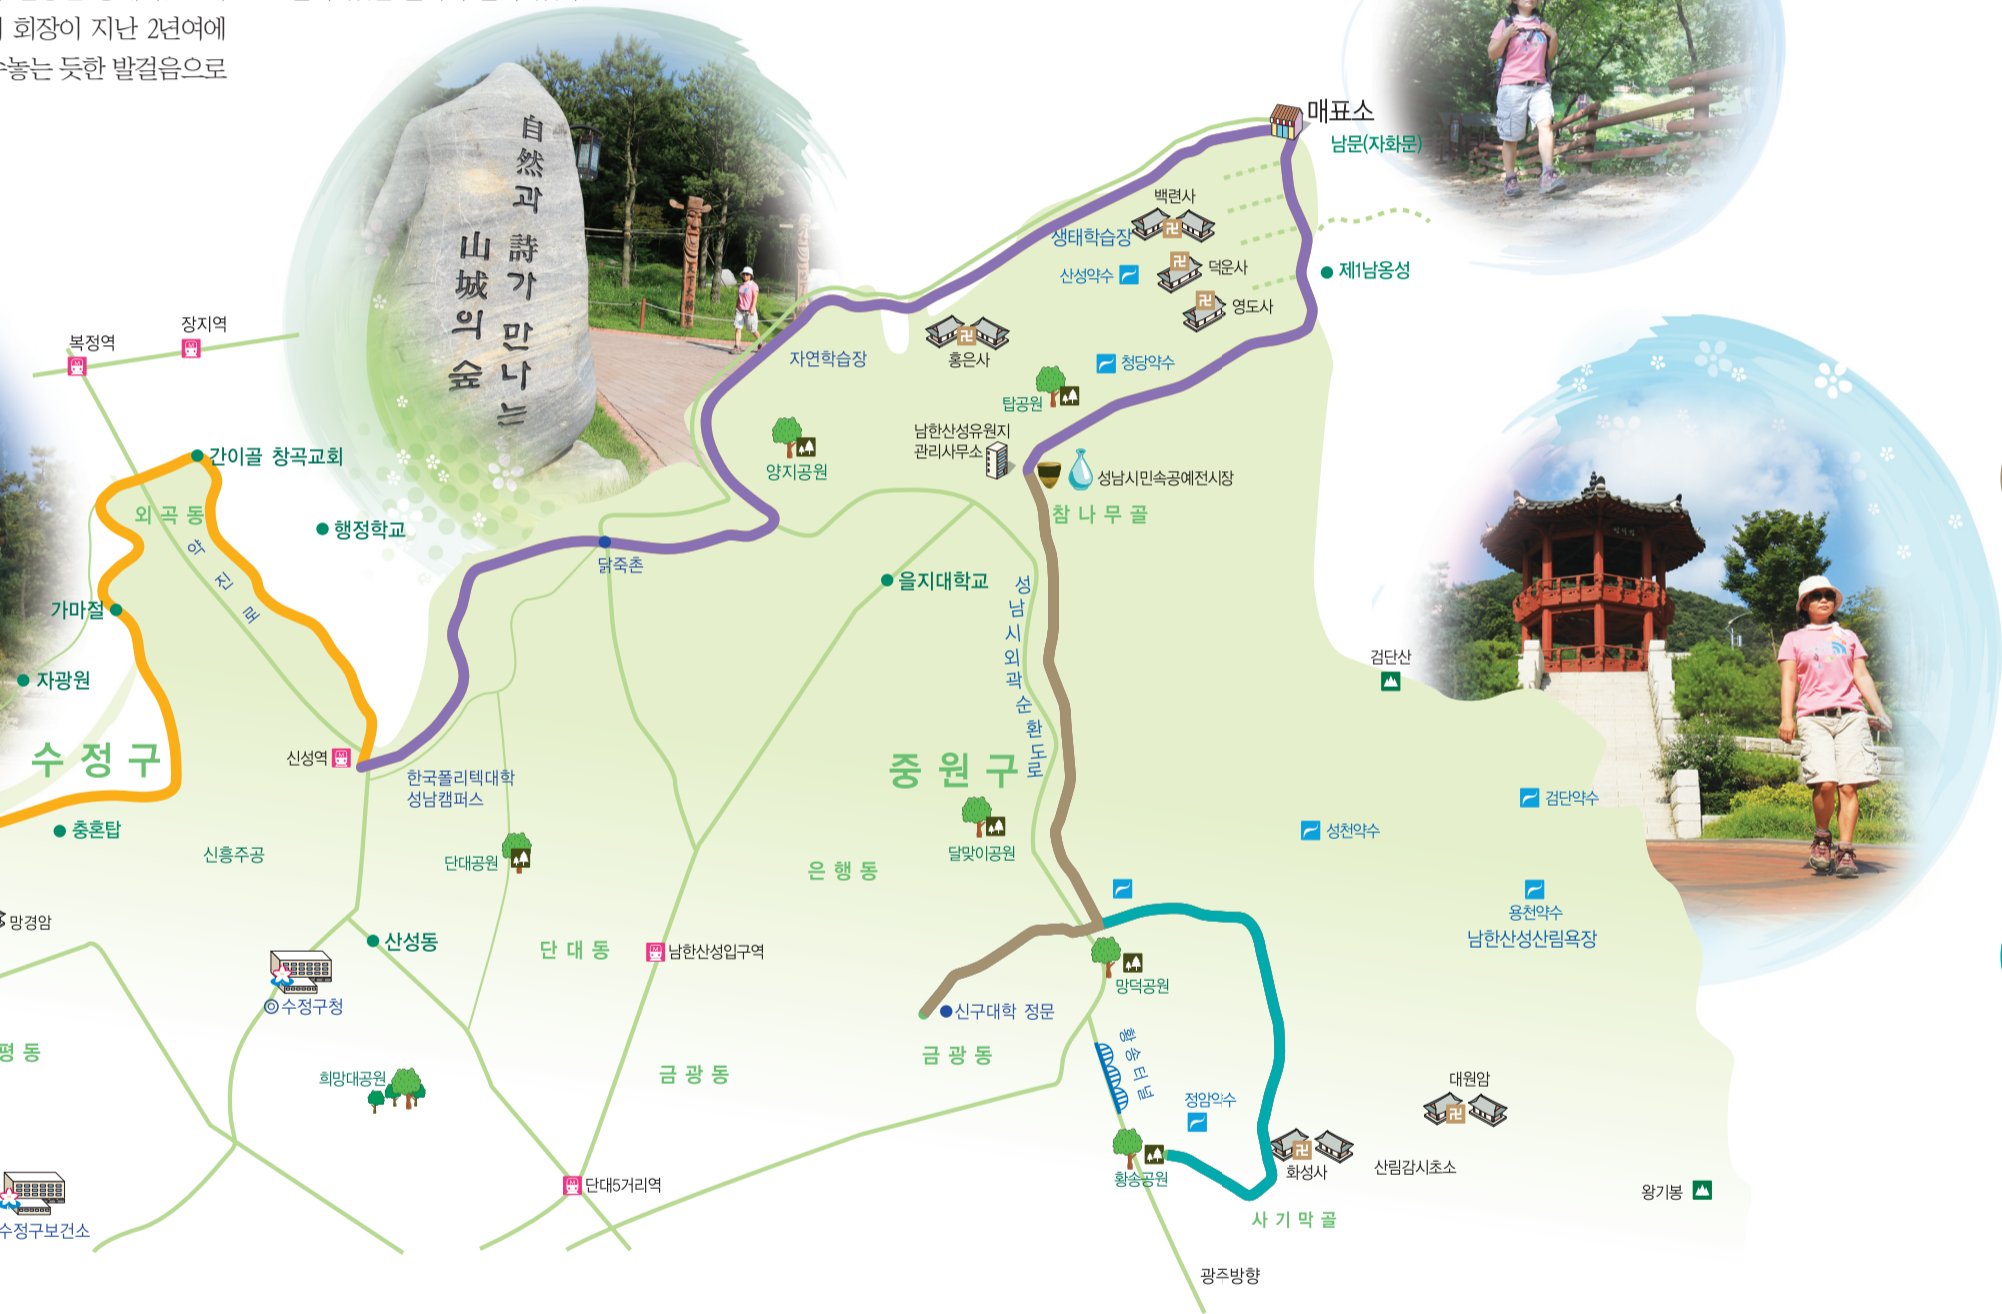 회장이 지난 2년여에
수놓는 듯한 발걸음으로
自然과 詩가 만나는
山城의 숲
매표소
남문(자화문)
백련사
생태학습장
산성약수
덕운사
영도사
제1남옹성
복정역
장지역
자연학습장
홍은사
청당약수
탑공원
남한산성유원지
관리사무소
성남시민속공예전시장
양지공원
참나무골
간이골 창곡교회
외곡동
약진로
행정학교
닭죽촌
을지대학교
성남시외곽순환도로
가마절
자광원
수정구
신성역
한국폴리텍대학
성남캠퍼스
중원구
검단산
충혼탑
신흥주공
단대공원
은행동
달맞이공원
성천약수
검단약수
용천약수
남한산성산림욕장
망경암
산성동
단대동
남한산성입구역
망덕공원
수정구청
신구대학 정문
금광동
평동
희망대공원
금광동
황송터널
정암약수
대원암
황송공원
화성사
산림감시초소
왕기봉
단대5거리역
수정구보건소
사기막골
광주방향